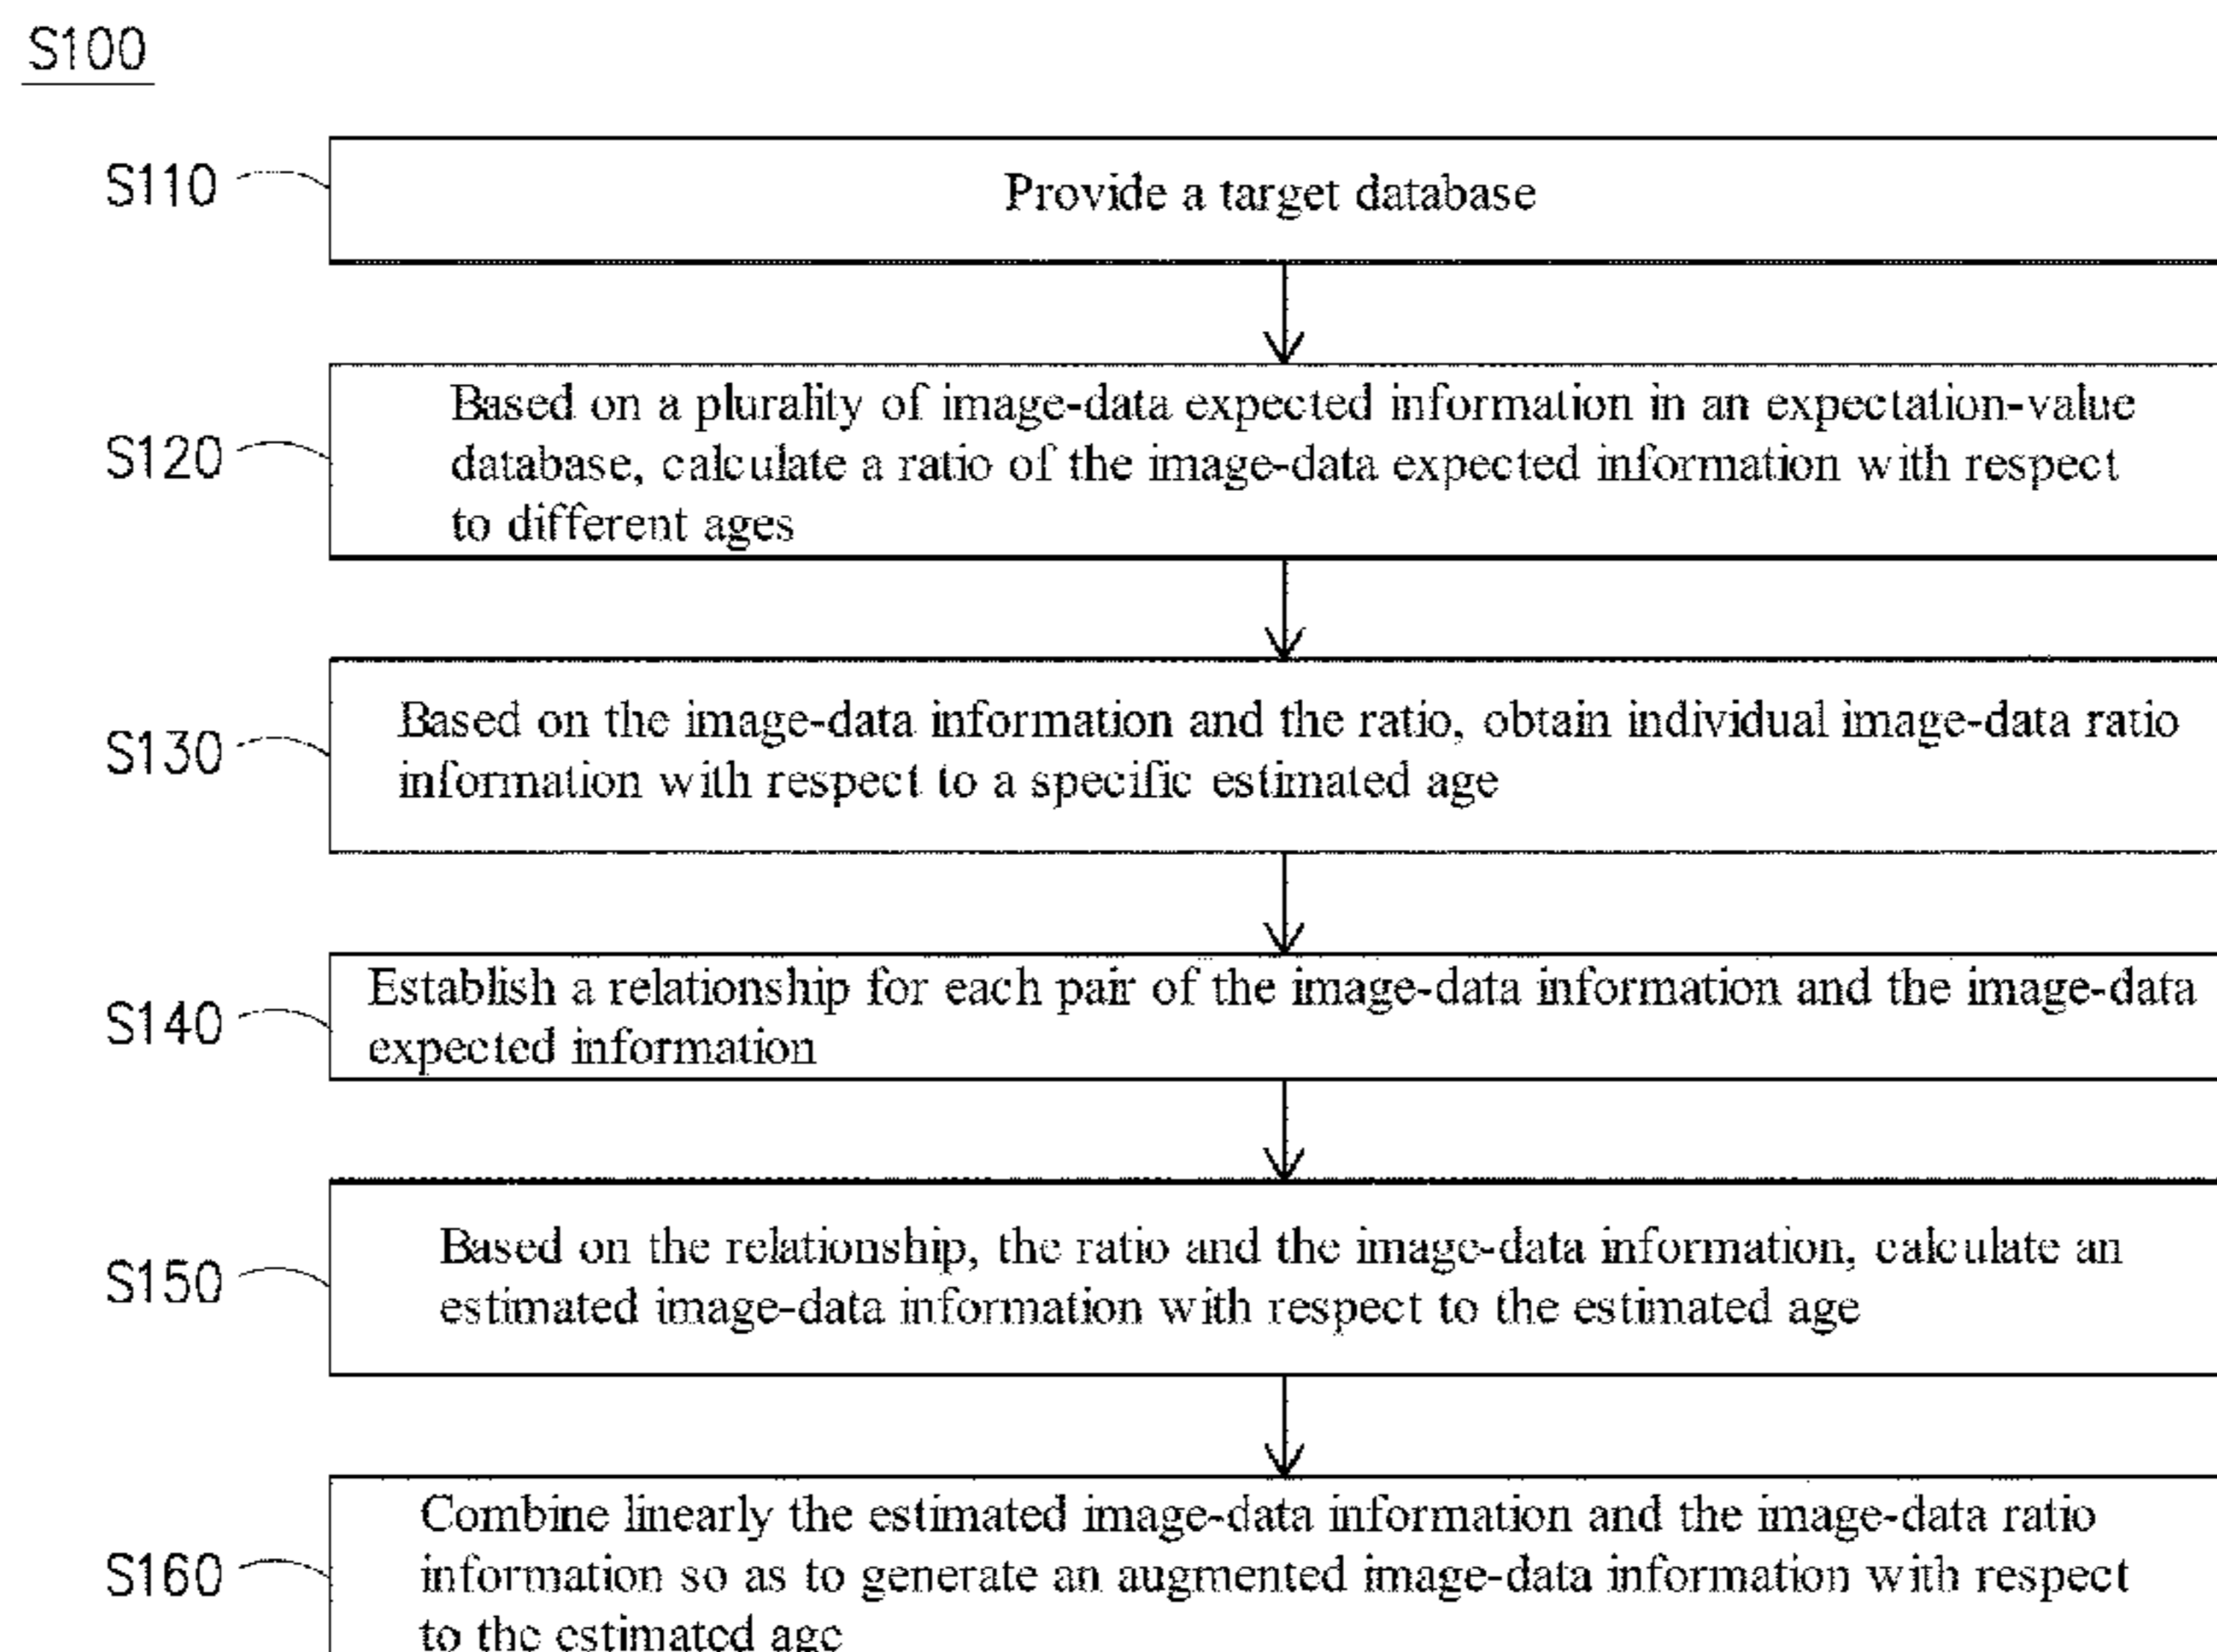 S100
S110
Provide a target database
S120
Based on a plurality of image-data expected information in an expectation-value
database, calculate a ratio of the image-data expected information with respect
to different ages
S130
Based on the image-data information and the ratio, obtain individual image-data ratio
information with respect to a specific estimated age
S140
Establish a relationship for each pair of the image-data information and the image-data
expected information
S150
Based on the relationship, the ratio and the image-data information, calculate an
estimated image-data information with respect to the estimated age
S160
Combine linearly the estimated image-data information and the image-data ratio
information so as to generate an augmented image-data information with respect
to the estimated age